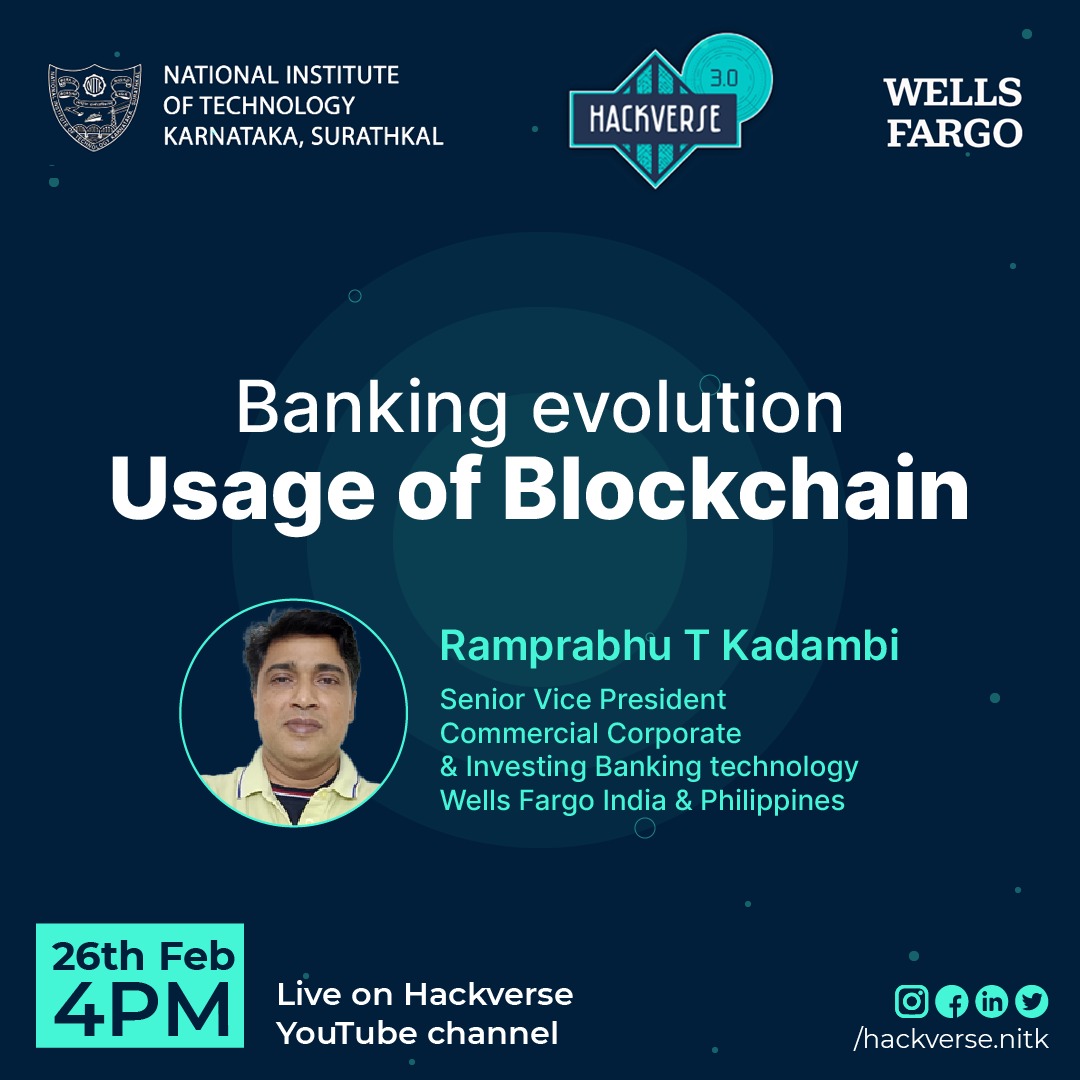 NATIONAL INSTITUTE
OF TECHNOLOGY
KARNATAKA, SURATHKAL
HACKVERSE
3.0
WELLS
FARGO
Banking evolution
Usage of Blockchain
Ramprabhu T Kadambi
Senior Vice President
Commercial Corporate
& Investing Banking technology
Wells Fargo India & Philippines
26th Feb
4PM
Live on Hackverse
YouTube channel
/hackverse.nitk